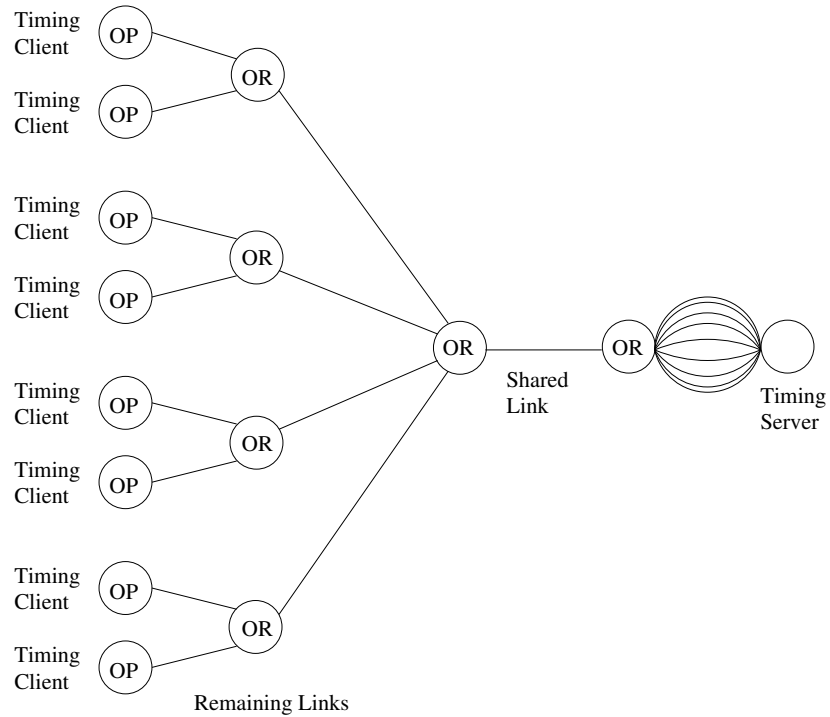 Timing
Client
OP
OR
Timing
Client
OP
Timing
Client
OP
OR
Timing
Client
OP
OR
OR
Shared
Link
Timing
Server
Timing
Client
OP
OR
Timing
Client
OP
Timing
Client
OP
OR
Timing
Client
OP
Remaining Links